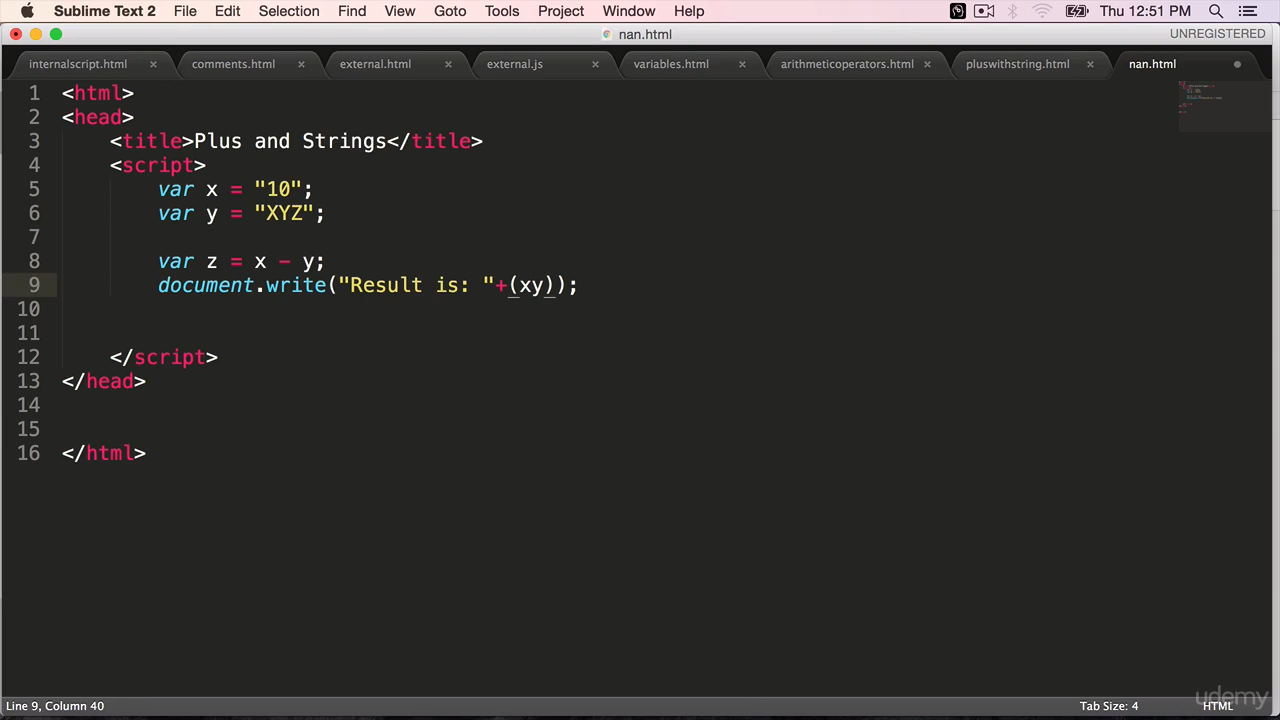 Sublime Text 2 File Edit Selection Find View Goto Tools Project Window Help Thu 12:51 PM
nan.html UNREGISTERED
internalscript.html comments.html external.html external.js variables.html arithmeticoperators.html pluswithstring.html nan.html
1 <html>
2 <head>
3 <title>Plus and Strings</title>
4 <script>
5 var x = "10";
6 var y = "XYZ";
7
8 var z = x - y;
9 document.write("Result is: "+(xy));
10
11
12 </script>
13 </head>
14
15
16 </html>
Line 9, Column 40 Tab Size: 4 HTML
udemy